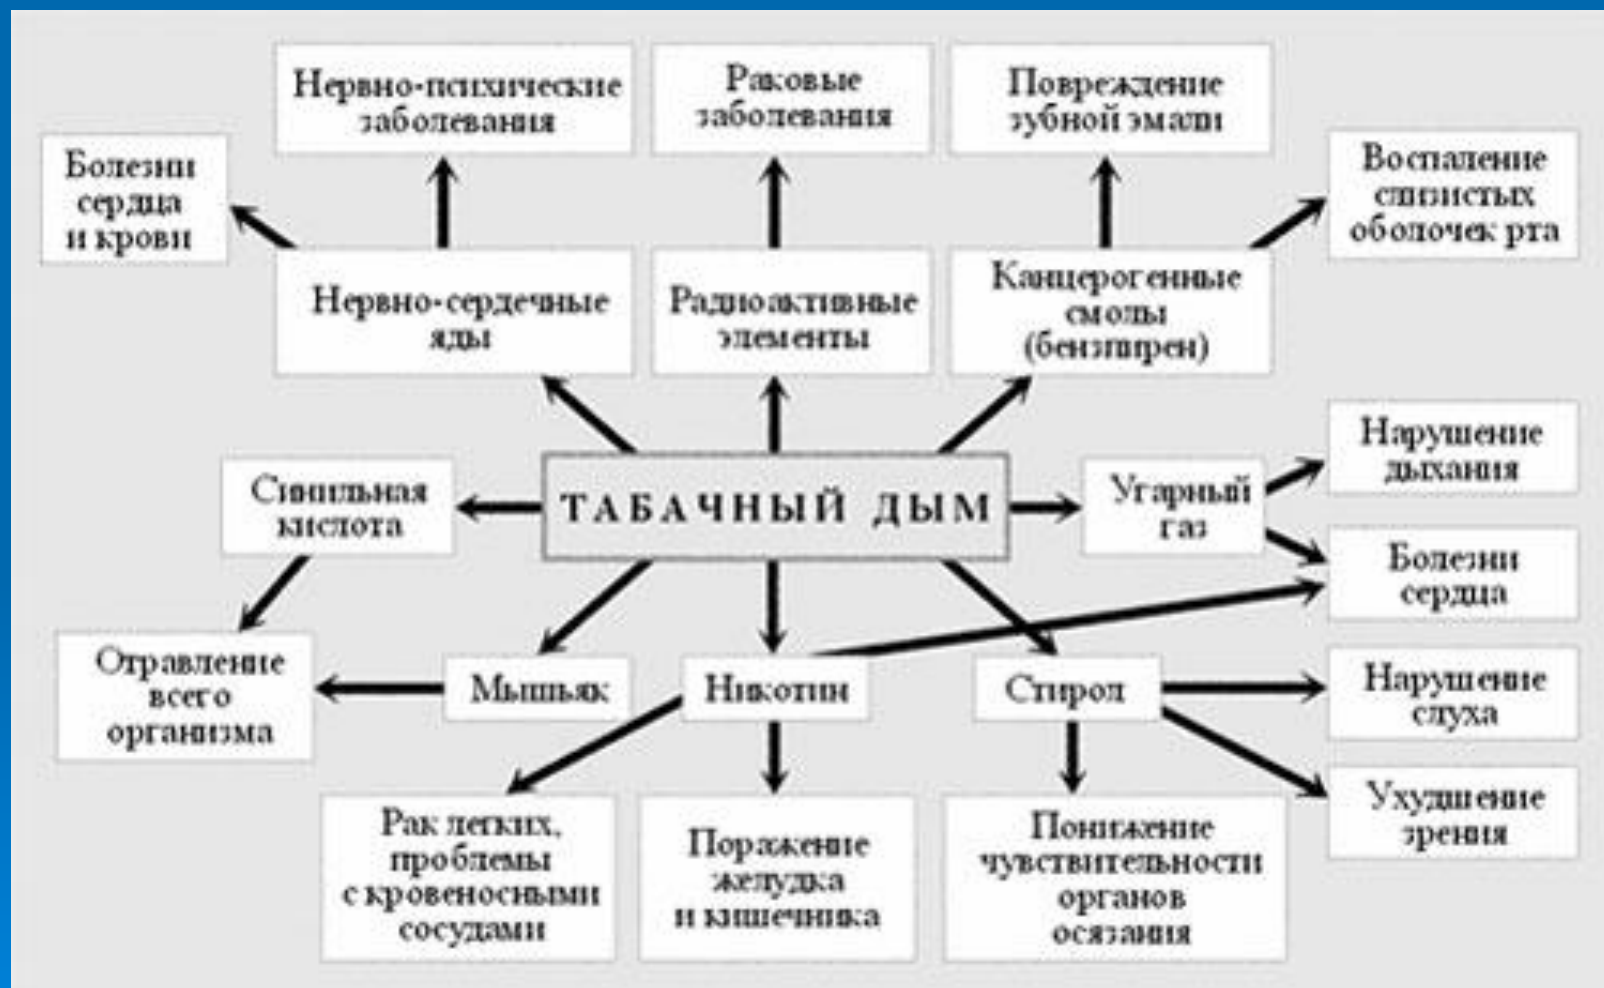 Нервно-психические
заболевания
Раковые
заболевания
Повреждение
зубной эмали
Болезни
сердца
и крови
Воспаление
слизистых
оболочек рта
Нервно-сердечные
яды
Радиоактивные
элементы
Канцерогенные
смолы
(бензпирен)
Нарушение
дыхания
Синильная
кислота
ТАБАЧНЫЙ ДЫМ
Угарный
газ
Болезни
сердца
Отравление
всего
организма
Мышьяк
Никотин
Стирол
Нарушение
слуха
Рак легких,
проблемы
с кровеносными
сосудами
Поражение
желудка
и кишечника
Понижение
чувствительности
органов
осязания
Ухудшение
зрения